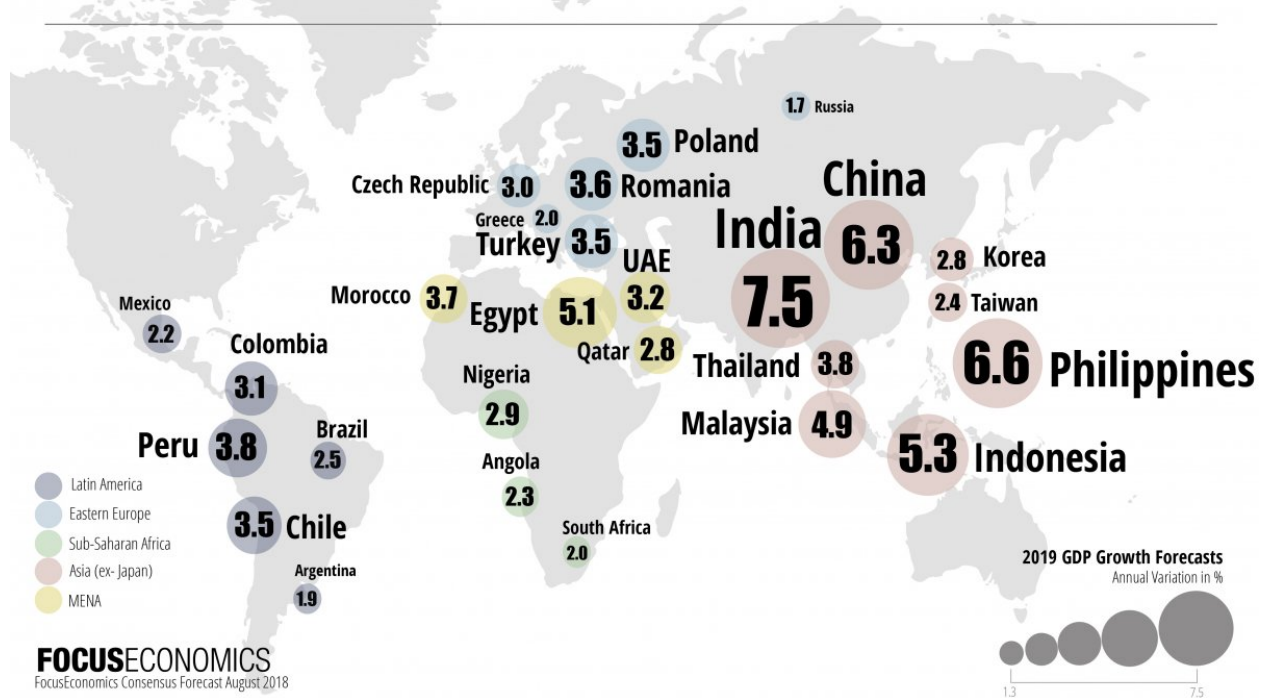 1.7 Russia
3.5 Poland
Czech Republic 3.0
3.6 Romania
China
6.3
Greece 2.0
Turkey 3.5
India
7.5
UAE
3.2
2.8 Korea
Morocco 3.7
Egypt 5.1
2.4 Taiwan
Mexico
2.2
Qatar 2.8
Colombia
3.1
Thailand 3.8
6.6 Philippines
Nigeria
2.9
Malaysia 4.9
Peru 3.8
Brazil
2.5
5.3 Indonesia
Angola
2.3
3.5 Chile
South Africa
2.0
Argentina
1.9
Latin America
Eastern Europe
Sub-Saharan Africa
Asia (ex- Japan)
MENA
2019 GDP Growth Forecasts
Annual Variation in %
1.3 7.5
FOCUSECONOMICS
FocusEconomics Consensus Forecast August 2018